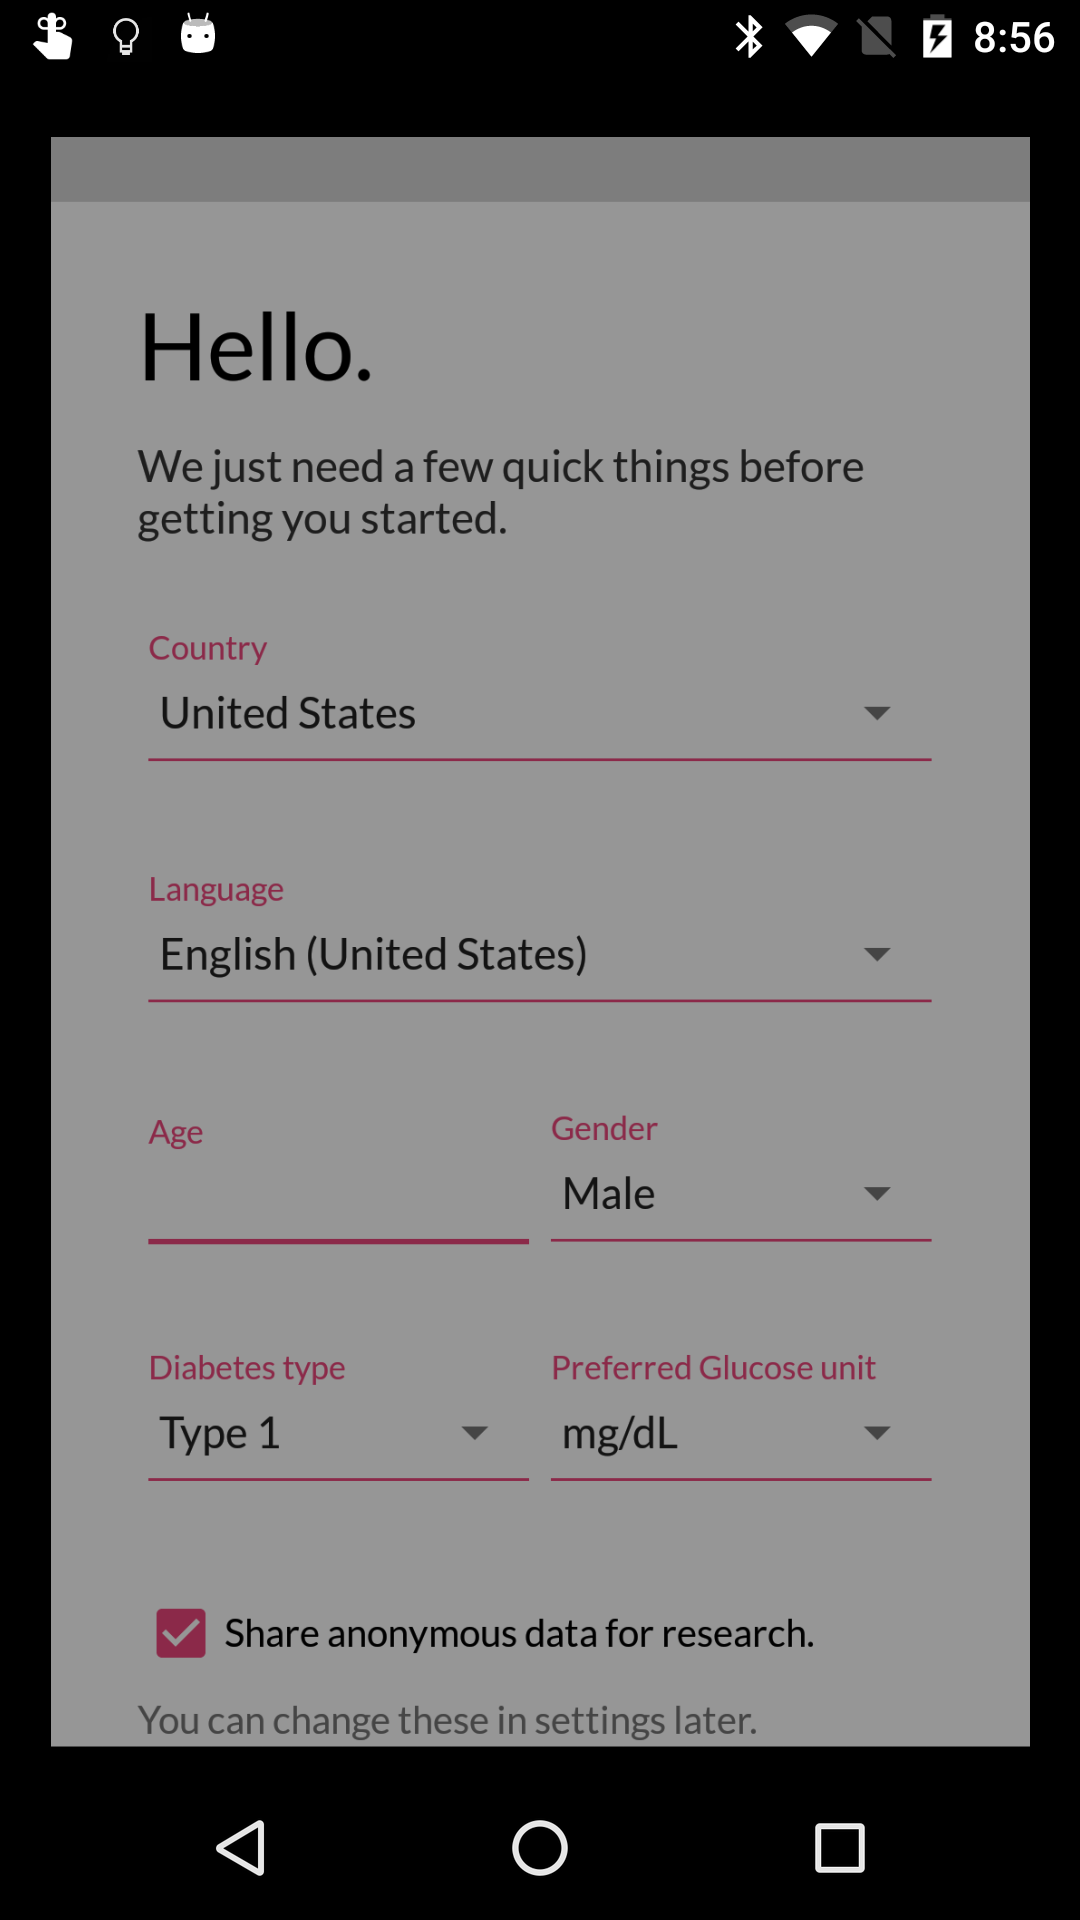 8:56
Hello.
We just need a few quick things before
getting you started.
Country
United States
Language
English (United States)
Age
Gender
Male
Diabetes type
Preferred Glucose unit
Type 1
mg/dL
Share anonymous data for research.
You can change these in settings later.